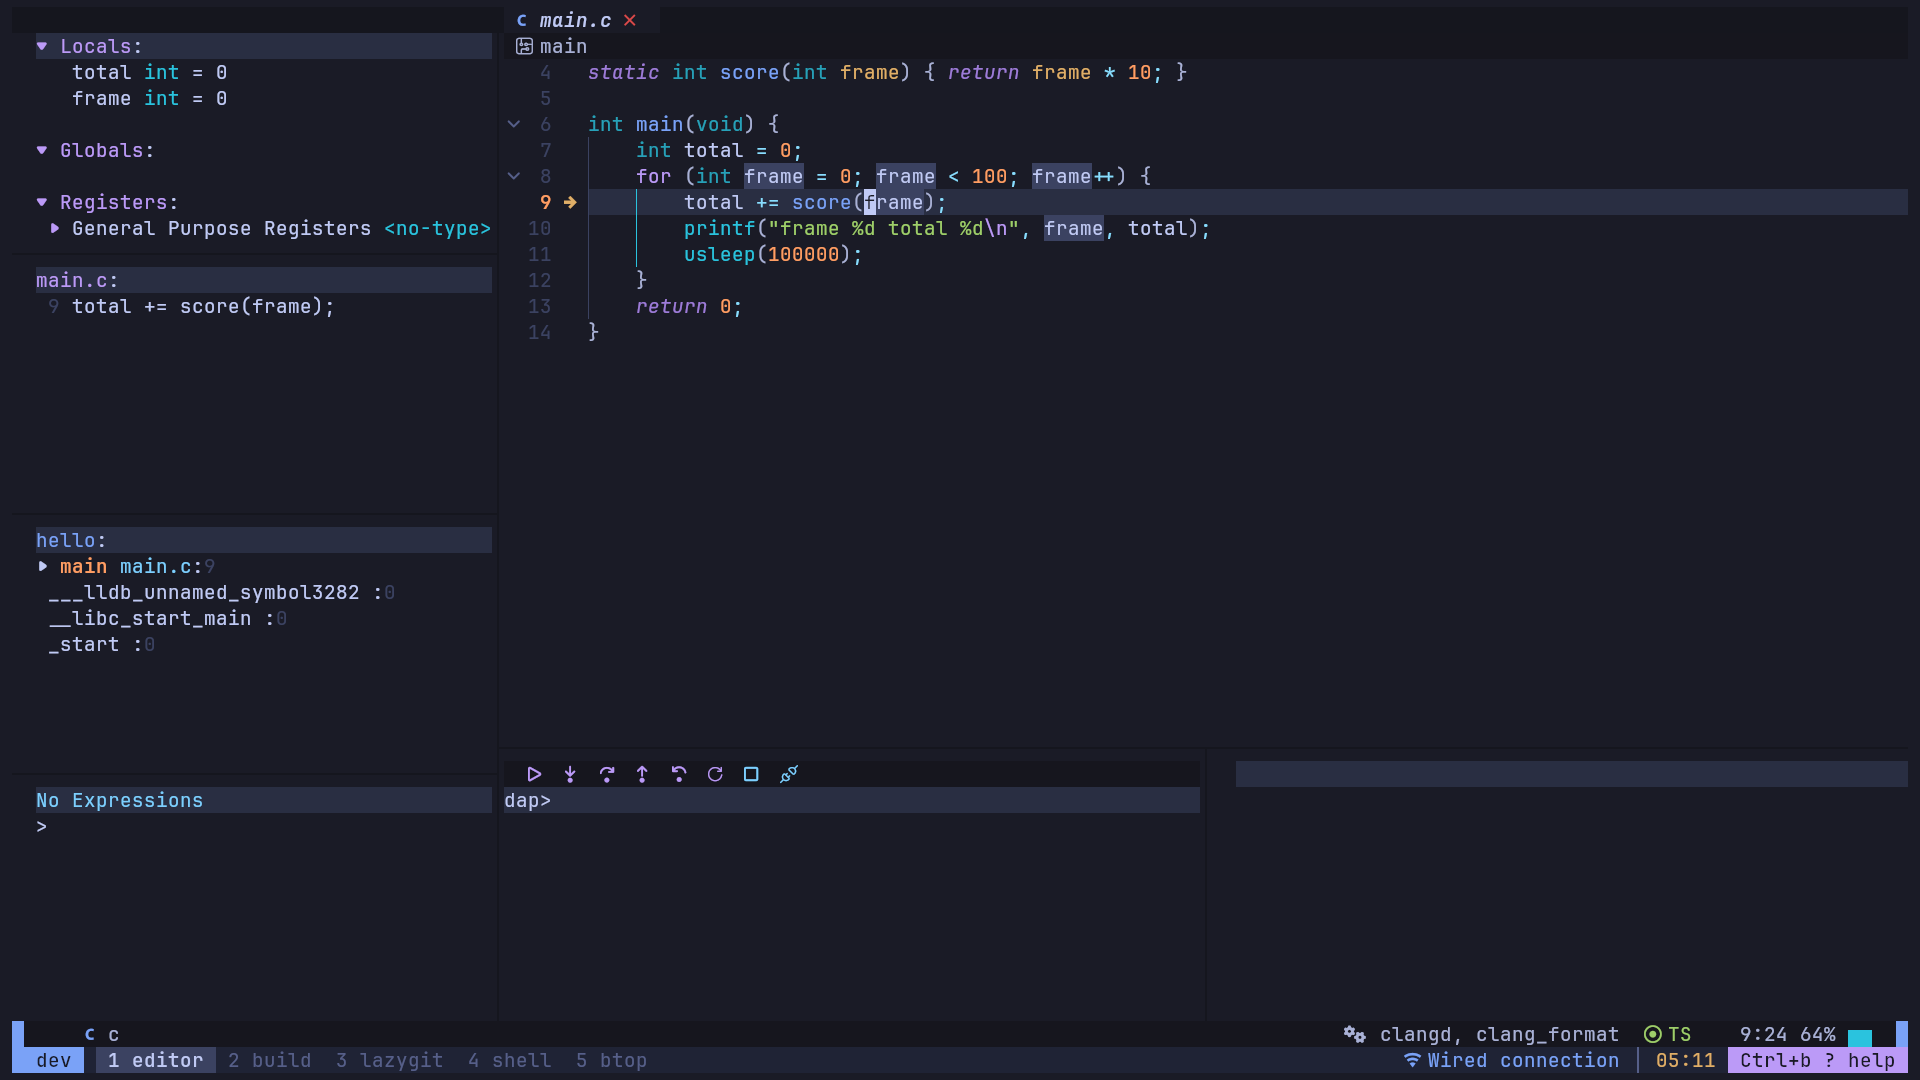 Locals:
total int = 0
frame int = 0
Globals:
Registers:
General Purpose Registers <no-type>
main.c:
9 total += score(frame);
hello:
main main.c:9
___lldb_unnamed_symbol3282 :0
__libc_start_main :0
_start :0
No Expressions
>
C main.c
main
4 static int score(int frame) { return frame * 10; }
5
6 int main(void) {
7 int total = 0;
8 for (int frame = 0; frame < 100; frame++) {
9 total += score(frame);
10 printf("frame %d total %d\n", frame, total);
11 usleep(100000);
12 }
13 return 0;
14 }
dap>
C c
clangd, clang_format TS 9:24 64%
dev 1 editor 2 build 3 lazygit 4 shell 5 btop
Wired connection 05:11 Ctrl+b ? help